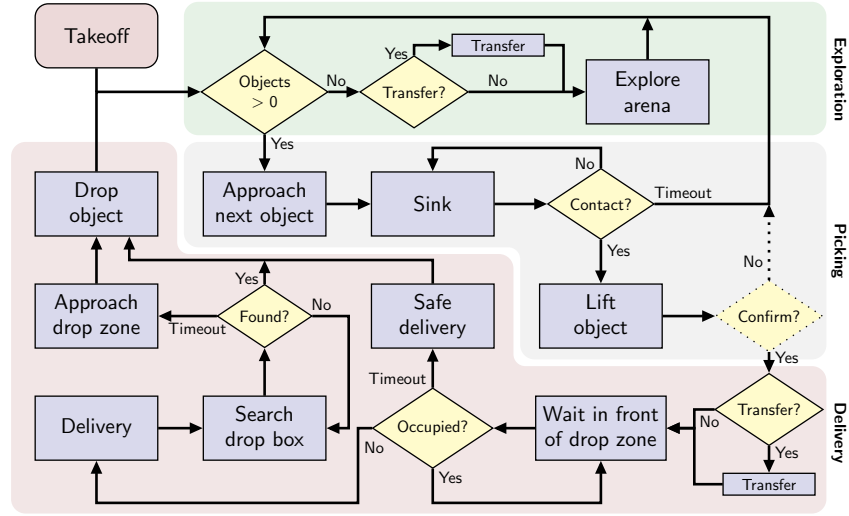 Takeoff
Exploration
Objects
> 0
No
Transfer?
Yes
Transfer
No
Explore
arena
Yes
Picking
Approach
next object
Sink
No
Contact?
Timeout
Yes
Lift
object
No
Confirm?
Yes
Delivery
Transfer?
No
Yes
Transfer
Wait in front
of drop zone
Occupied?
Timeout
No
Yes
Safe
delivery
Delivery
Search
drop box
Found?
Yes
No
Timeout
Approach
drop zone
Drop
object